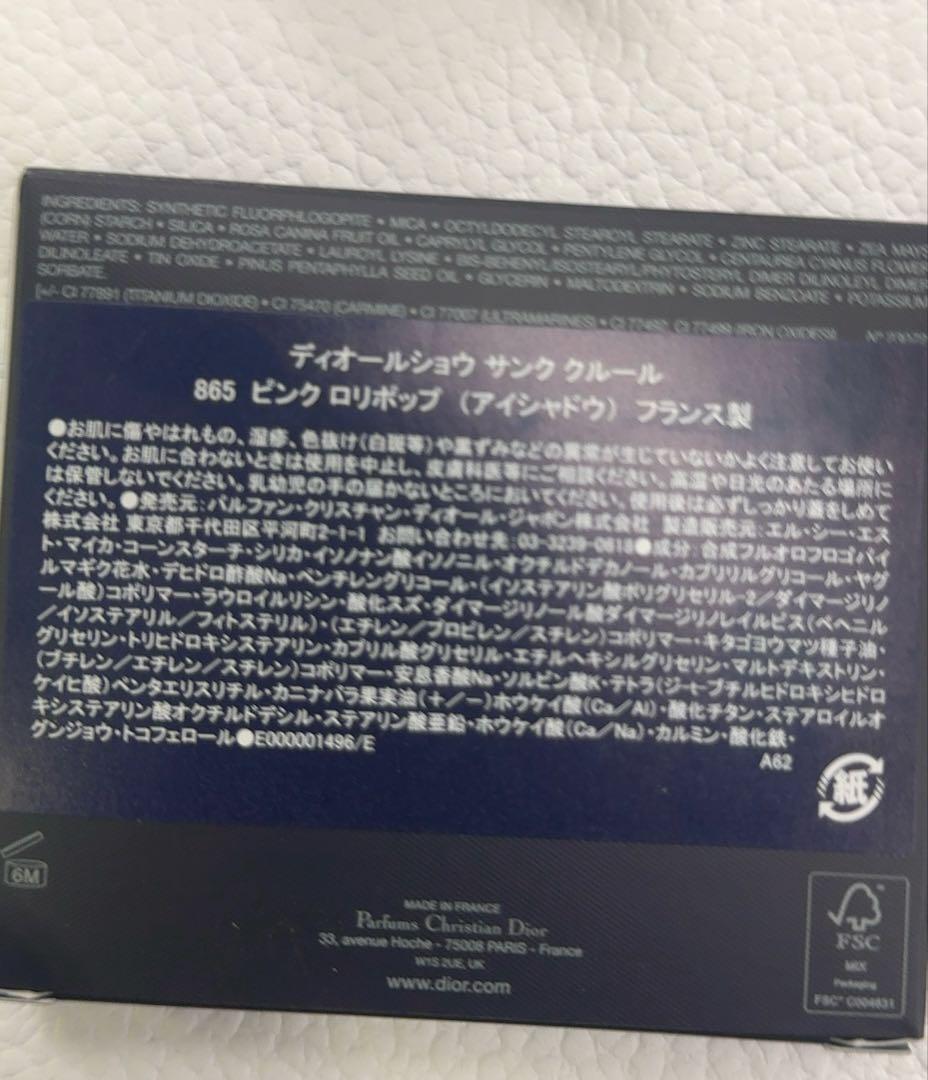 INGREDIENTS: SYNTHETIC FLUORPHLOGOPITE • MICA • OCTYLDODECYL STEAROYL STEARATE • ZINC STEARATE • ZEA MAYS
(CORN) STARCH • SILICA • ROSA CANINA FRUIT OIL • CAPRYLYL GLYCOL • PENTYLENE GLYCOL • CENTAUREA CYANUS FLOWER
WATER • SODIUM DEHYDROACETATE • LAUROYL LYSINE • BIS-BEHENYL/ISOSTEARYL/PHYTOSTERYL DIMER DILINOLEYL DIMER
DILINOLEATE • TIN OXIDE • PINUS PENTAPHYLLA SEED OIL • GLYCERIN • MALTODEXTRIN • SODIUM BENZOATE • POTASSIUM
SORBATE.
[+/- CI 77891 (TITANIUM DIOXIDE) • CI 75470 (CARMINE) • CI 77007 (ULTRAMARINES) • CI 77492, CI 77499 (IRON OXIDES)]
ディオールショウ サンク クルール
865 ピンク ロリポップ (アイシャドウ) フランス製
●お肌に傷やはれもの、湿疹、色抜け(白斑等)や黒ずみなどの異常が生じていないかよく注意してお使い
ください。お肌に合わないときは使用を中止し、皮膚科医等にご相談ください。高温や日光のあたる場所に
は保管しないでください。乳幼児の手の届かないところにおいてください。使用後は必ずしっかり蓋をしめて
ください。●発売元:パルファン・クリスチャン・ディオール・ジャポン株式会社 製造販売元:エル・シー・エス
株式会社 東京都千代田区平河町2-1-1 お問い合わせ先:03-3239-0618●成分:合成フルオロフロゴパイ
ト・マイカ・コーンスターチ・シリカ・イソノナン酸イソノニル・オクチルドデカノール・カプリリルグリコール・ヤグ
ルマギク花水・デヒドロ酢酸Na・ペンチレングリコール・(イソステアリン酸ポリグリセリル-2/ダイマージリノ
ール酸)コポリマー・ラウロイルリシン・酸化スズ・ダイマージリノール酸ダイマージリノレイルビス(ベヘニル
/イソステアリル/フィトステリル)・(エチレン/プロピレン/スチレン)コポリマー・キタゴヨウマツ種子油・
グリセリン・トリヒドロキシステアリン・カプリル酸グリセリル・エチルヘキシルグリセリン・マルトデキストリン・
(ブチレン/エチレン/スチレン)コポリマー・安息香酸Na・ソルビン酸K・テトラ(ジ-t-ブチルヒドロキシヒドロ
ケイヒ酸)ペンタエリスリチル・カニナバラ果実油(+/-)ホウケイ酸(Ca/Al)・酸化チタン・ステアロイルオ
キシステアリン酸オクチルドデシル・ステアリン酸亜鉛・ホウケイ酸(Ca/Na)・カルミン・酸化鉄・
グンジョウ・トコフェロール●E000001496/E
A62
紙
6M
MADE IN FRANCE
Parfums Christian Dior
33, avenue Hoche - 75008 PARIS - France
W1S 2UE, UK
www.dior.com
FSC
MIX
Packaging
FSC® C004831